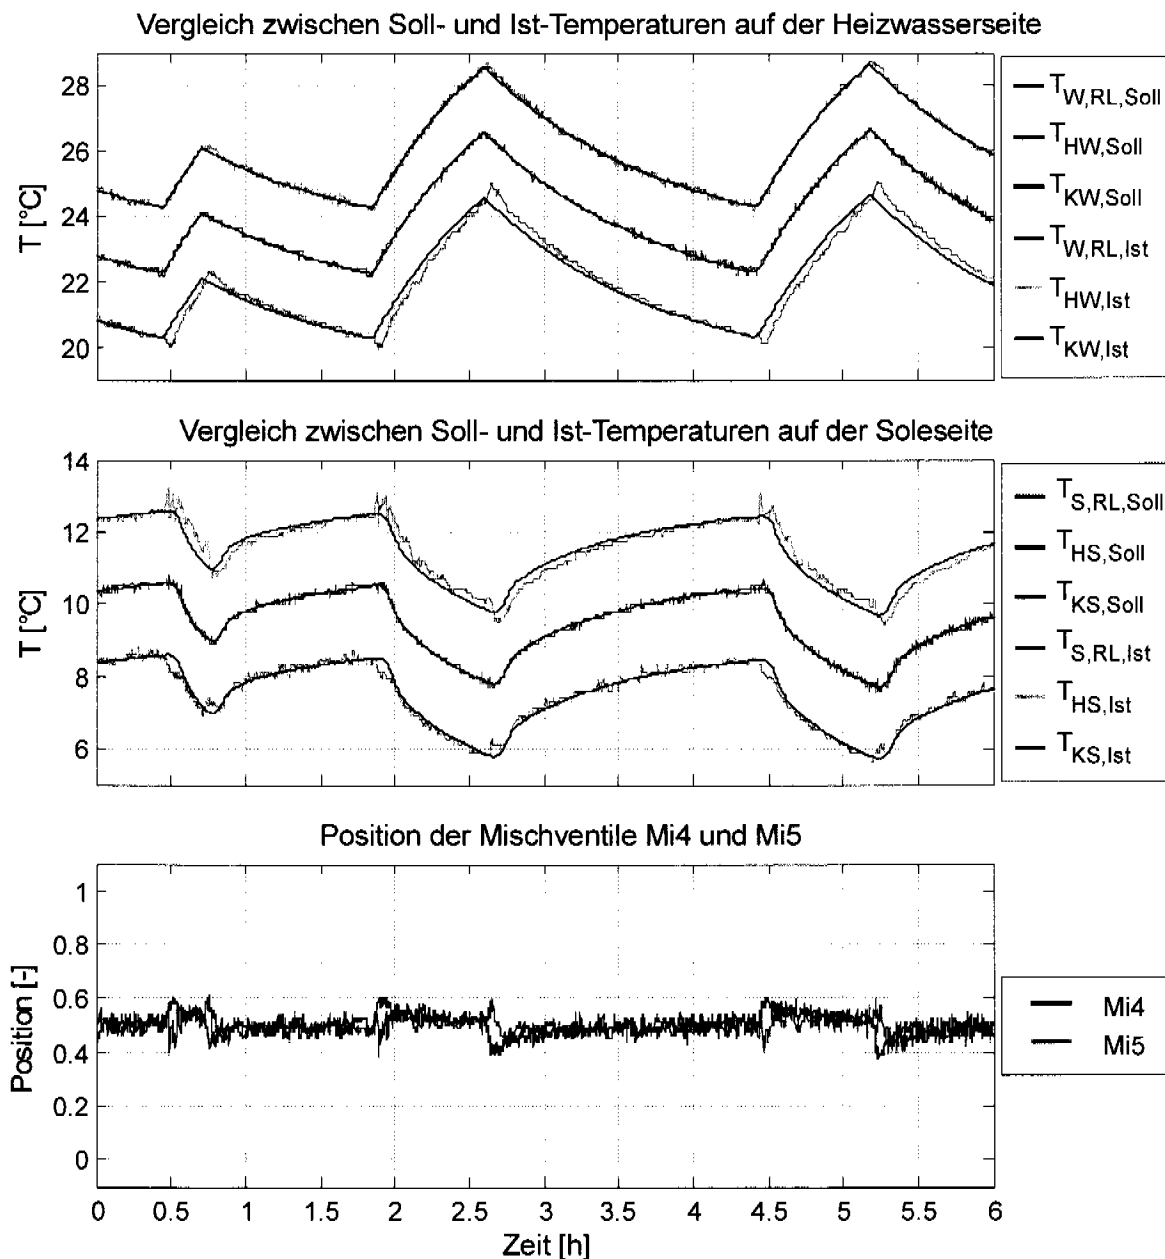 Vergleich zwischen Soll- und Ist-Temperaturen auf der Heizwasserseite
T [°C]
28
26
24
22
20
T_W,RL,Soll
T_HW,Soll
T_KW,Soll
T_W,RL,Ist
T_HW,Ist
T_KW,Ist
Vergleich zwischen Soll- und Ist-Temperaturen auf der Soleseite
T [°C]
14
12
10
8
6
T_S,RL,Soll
T_HS,Soll
T_KS,Soll
T_S,RL,Ist
T_HS,Ist
T_KS,Ist
Position der Mischventile Mi4 und Mi5
Position [-]
1
0.8
0.6
0.4
0.2
0
Mi4
Mi5
0 0.5 1 1.5 2 2.5 3 3.5 4 4.5 5 5.5 6
Zeit [h]